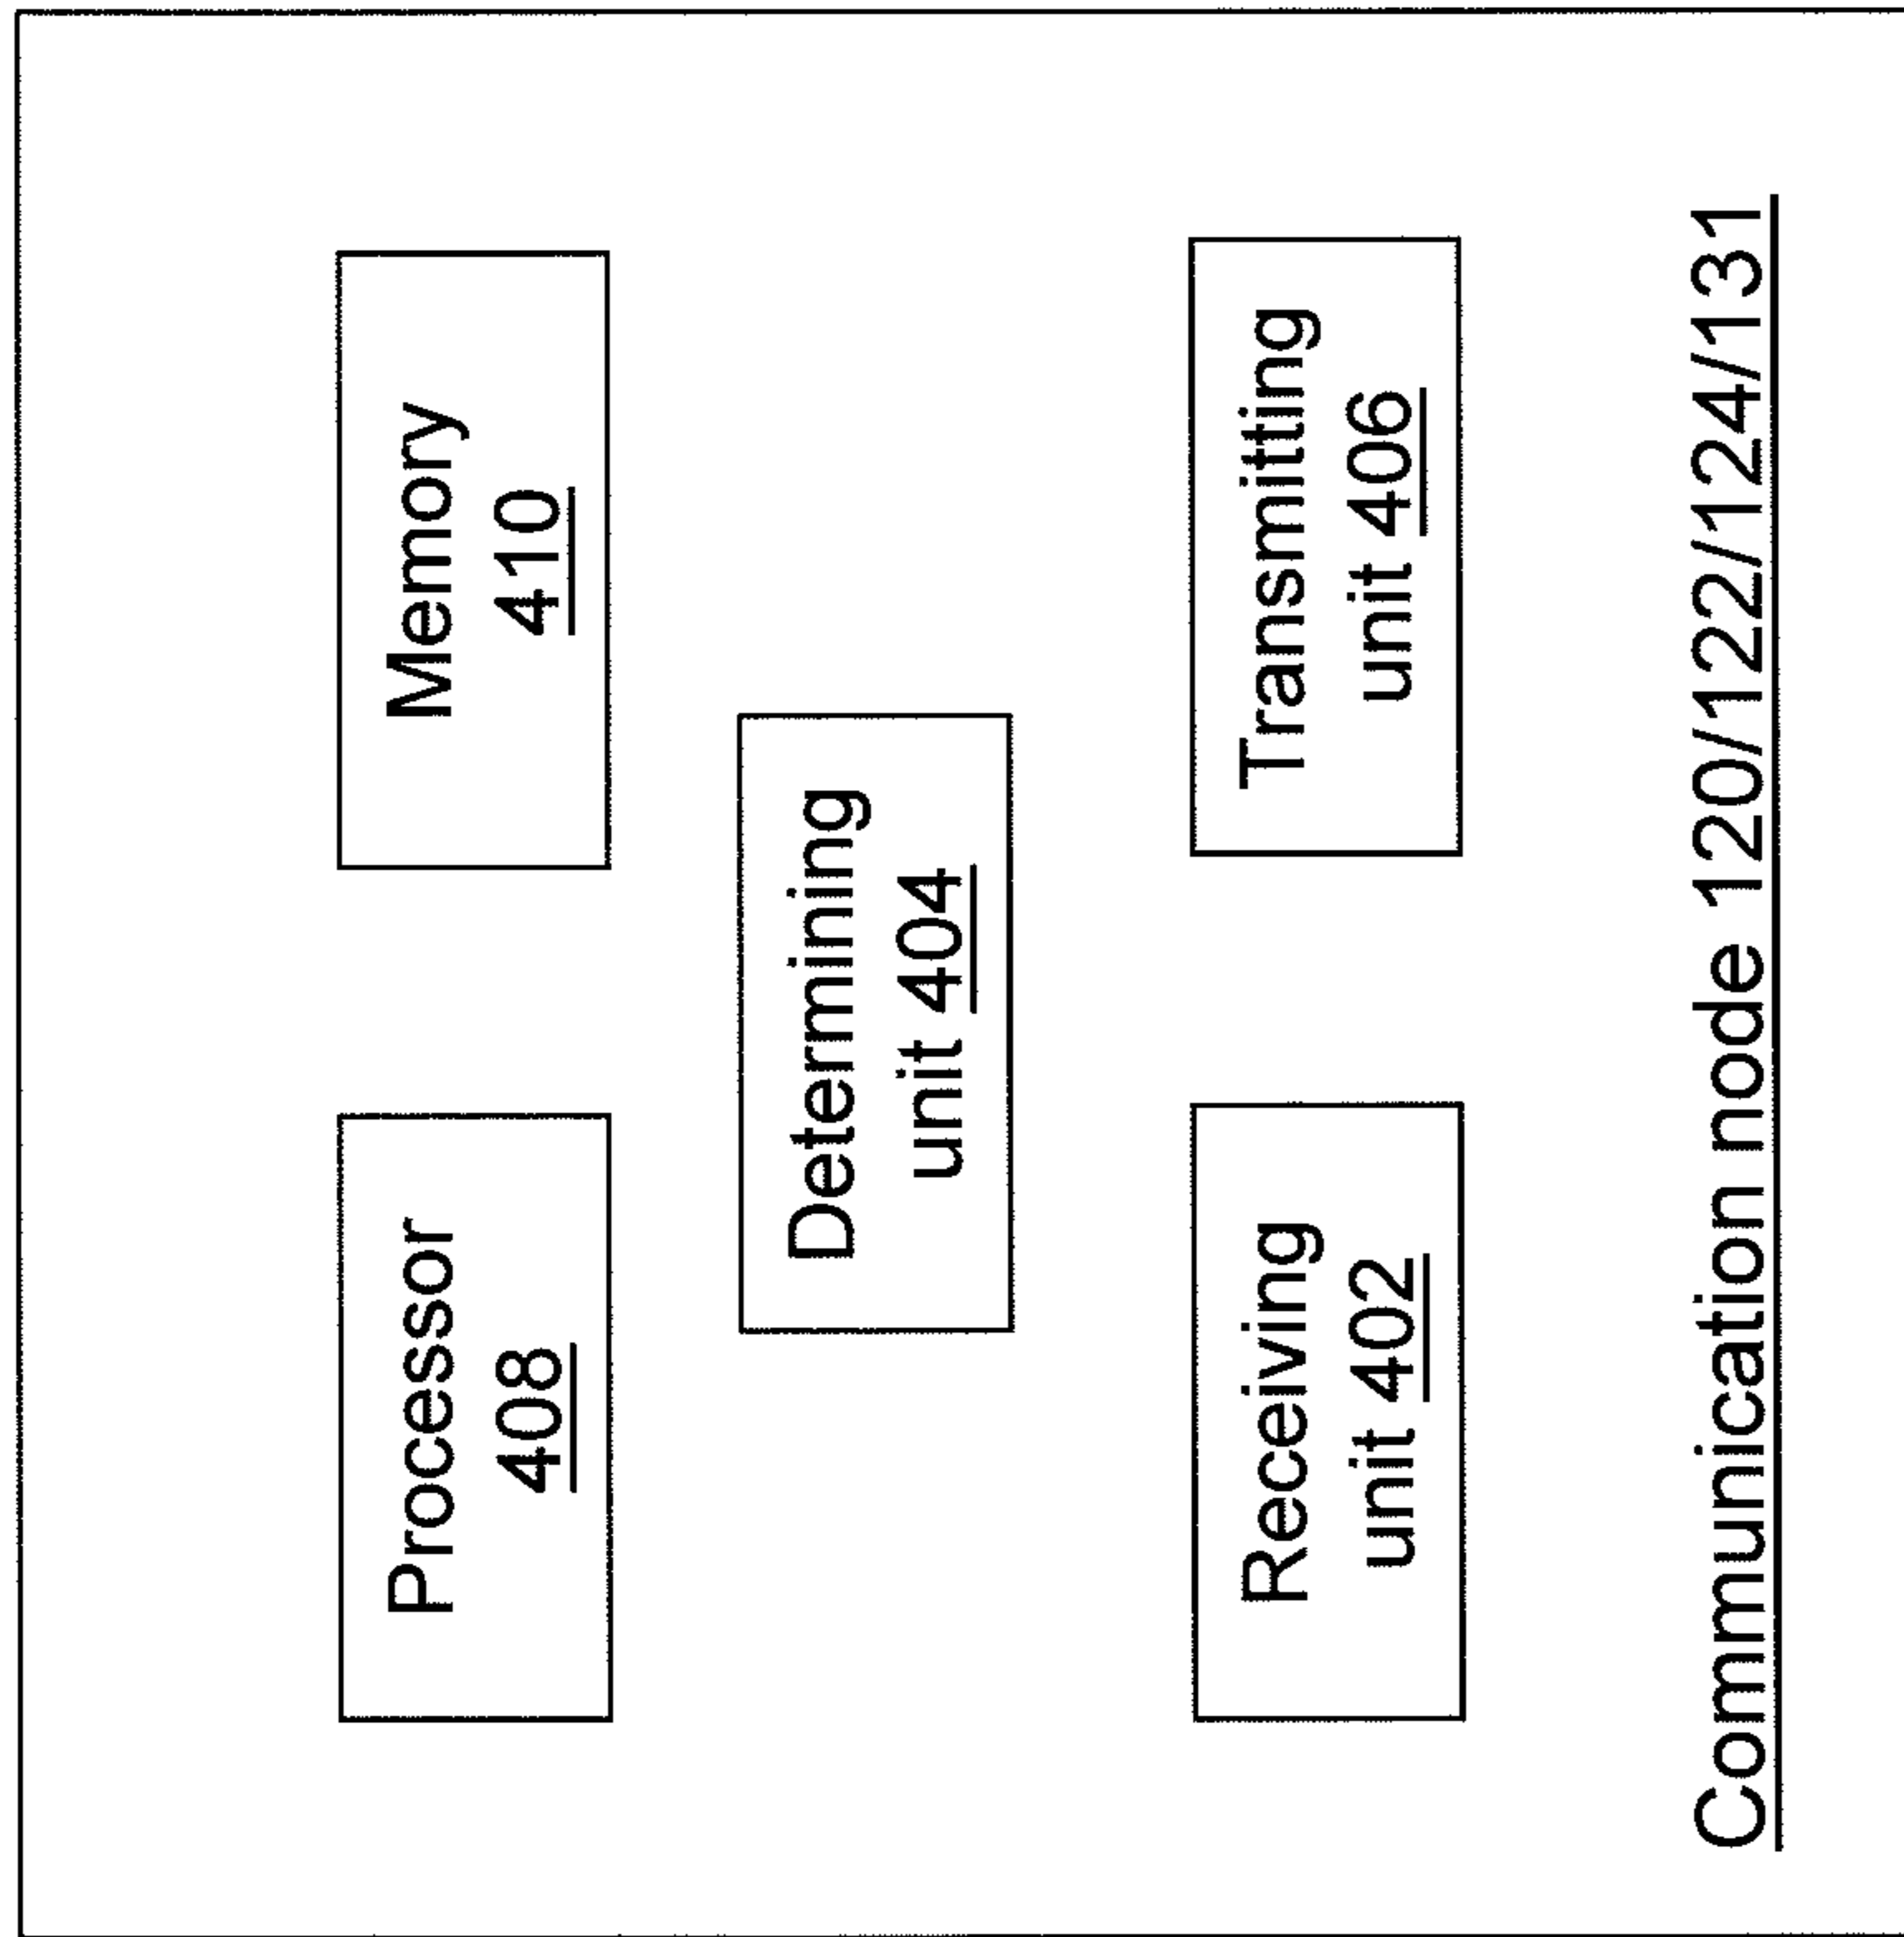 Processor
408
Memory
410
Determining
unit 404
Receiving
unit 402
Transmitting
unit 406
Communication node 120/122/124/131